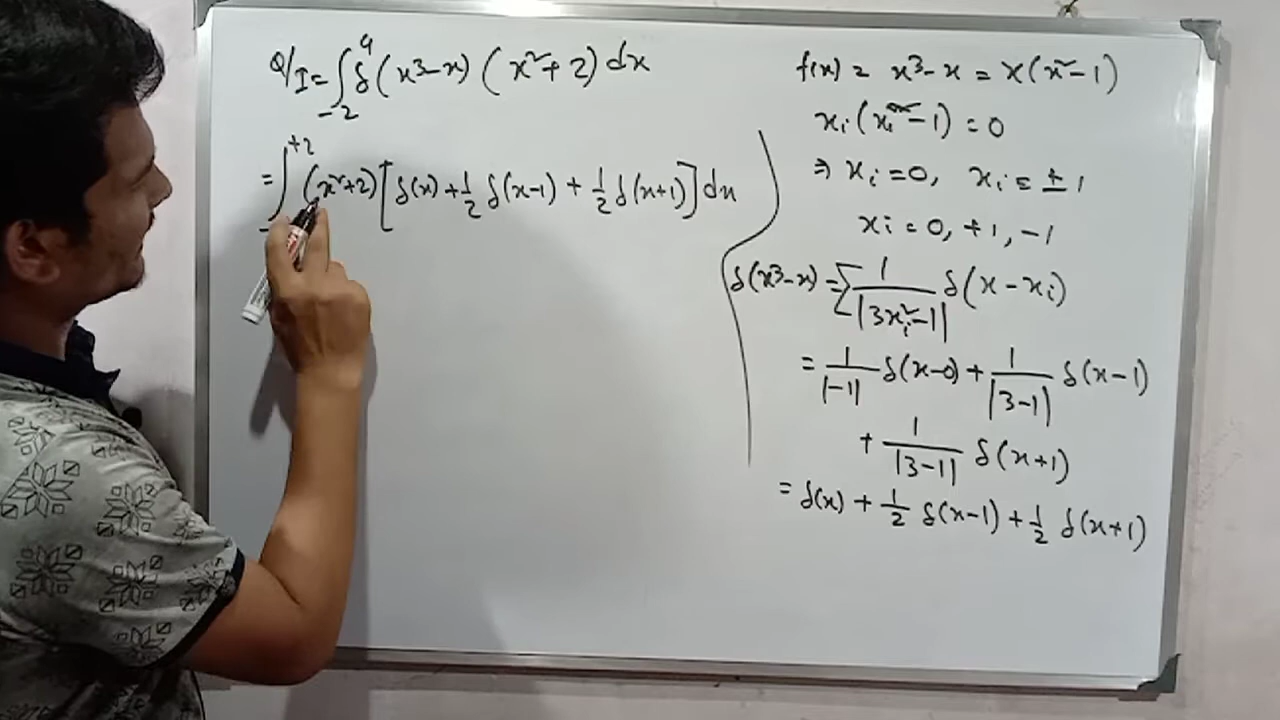 Q/ I = ∫₋₂⁴ δ(x³-x) (x²+2) dx
= ∫₋₂⁺² (x²+2) [δ(x) + 1/2 δ(x-1) + 1/2 δ(x+1)] dx
f(x) = x³-x = x(x²-1)
xᵢ(xᵢ²-1) = 0
⇒ xᵢ = 0, xᵢ = ±1
xᵢ = 0, +1, -1
δ(x³-x) = Σ 1/|3xᵢ²-1| δ(x-xᵢ)
= 1/|-1| δ(x-0) + 1/|3-1| δ(x-1)
+ 1/|3-1| δ(x+1)
= δ(x) + 1/2 δ(x-1) + 1/2 δ(x+1)